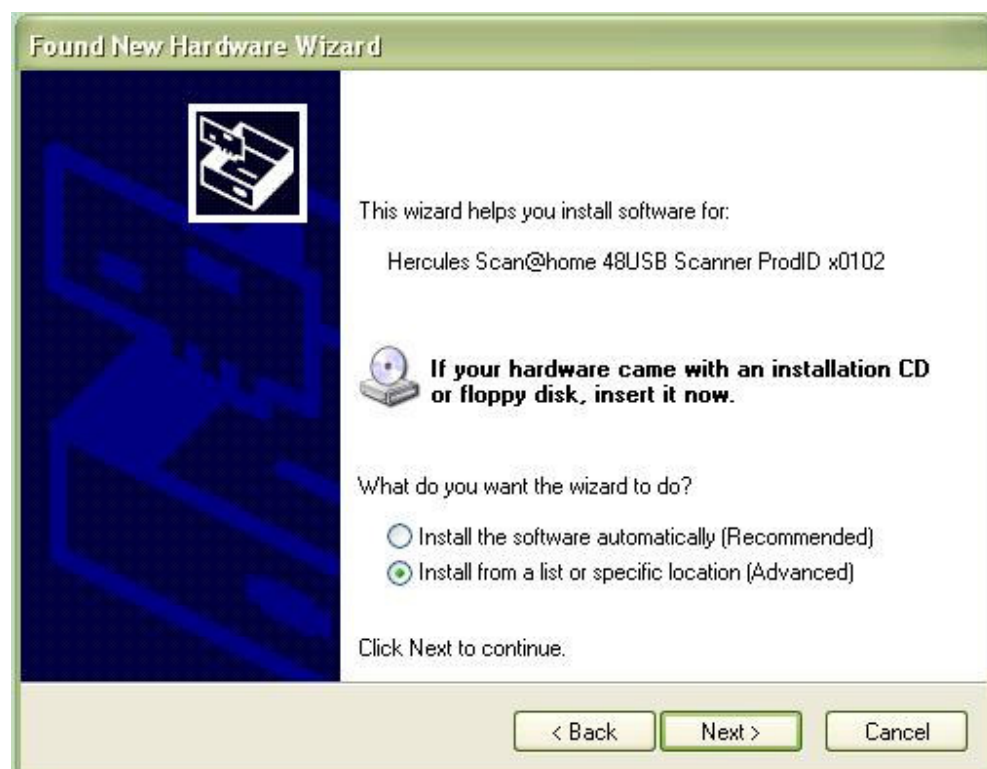 Found New Hardware Wizard
This wizard helps you install software for:
Hercules Scan@home 48USB Scanner ProdID x0102
If your hardware came with an installation CD
or floppy disk, insert it now.
What do you want the wizard to do?
Install the software automatically (Recommended)
Install from a list or specific location (Advanced)
Click Next to continue.
< Back Next > Cancel